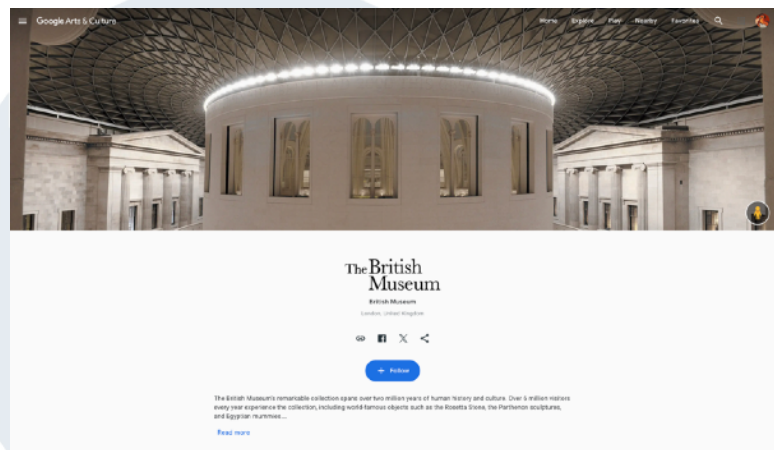 Google Arts & Culture
Home Explore Play Nearby Favorites
The British
Museum
British Museum
London, United Kingdom
+ Follow
The British Museum's remarkable collection spans over two million years of human history and culture. Over 6 million visitors
every year experience the collection, including world-famous objects such as the Rosetta Stone, the Parthenon sculptures,
and Egyptian mummies...
Read more